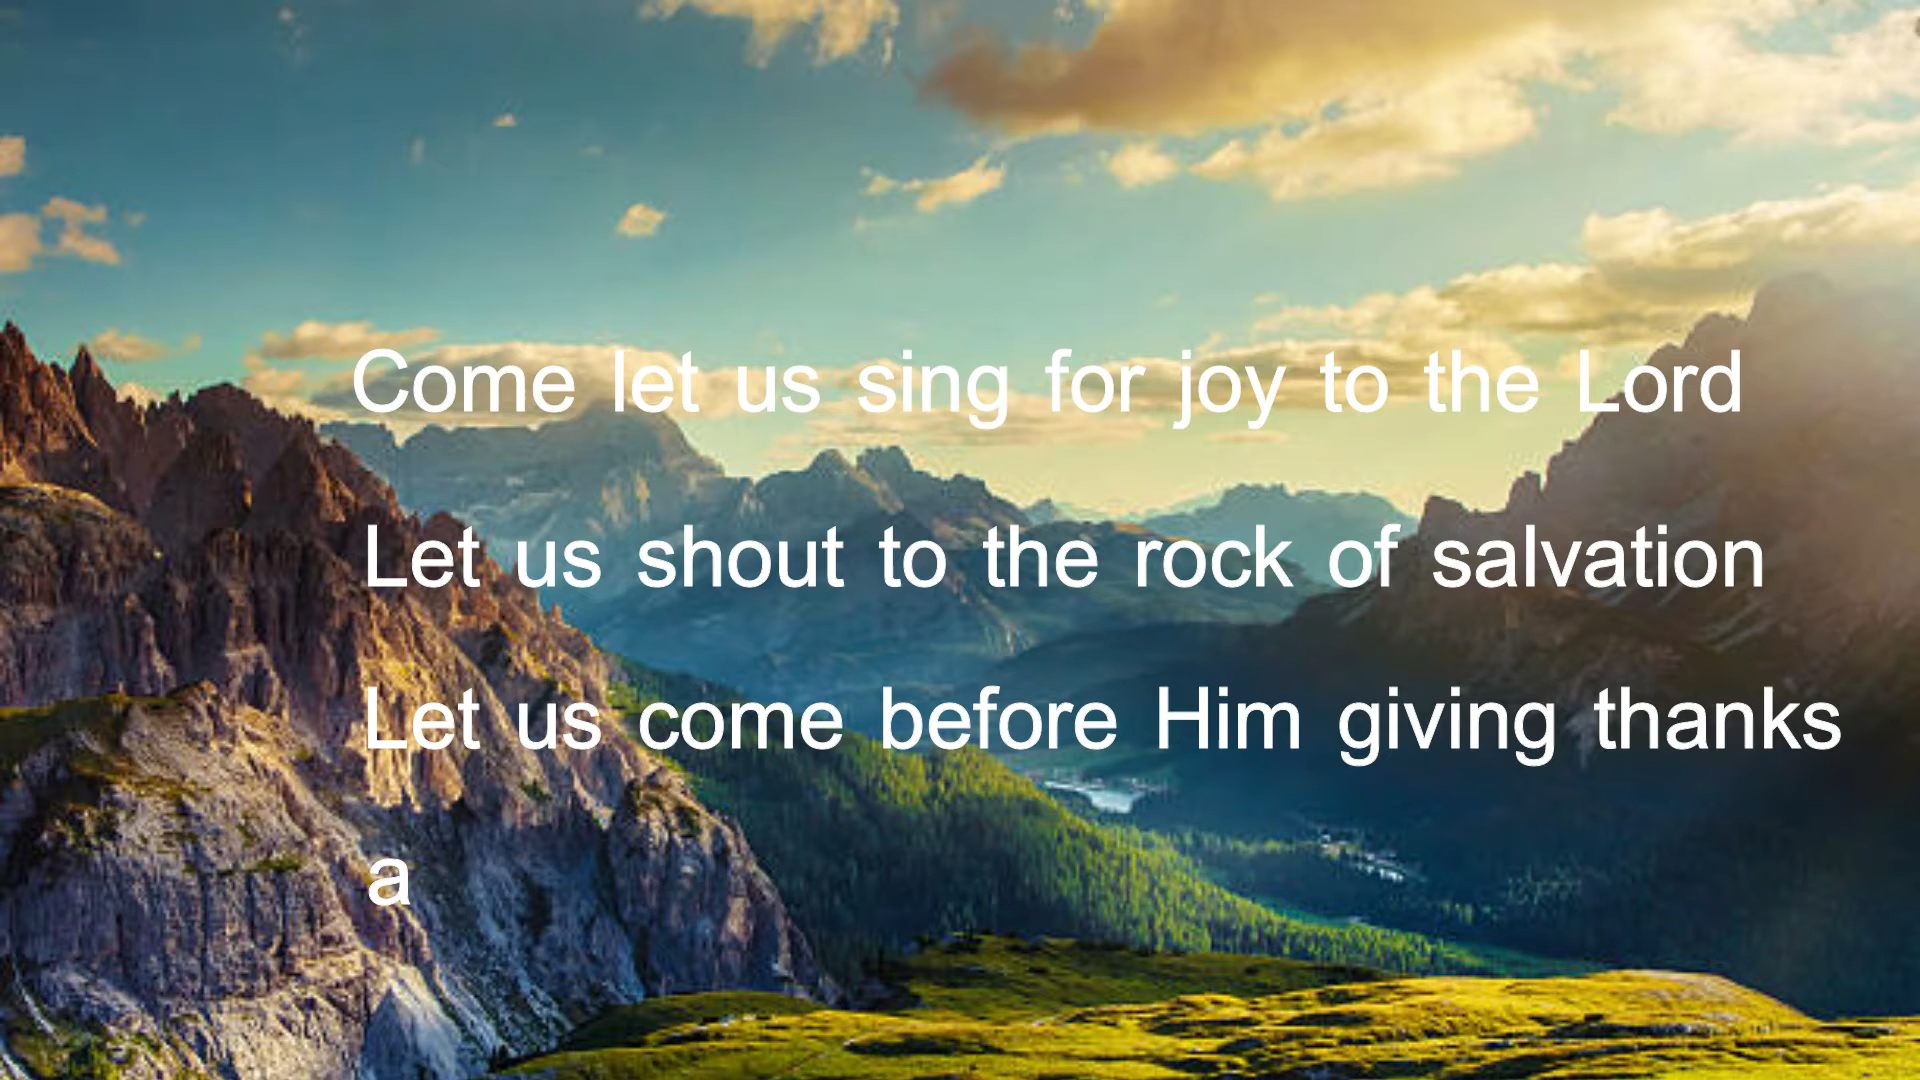 Come let us sing for joy to the Lord
Let us shout to the rock of salvation
Let us come before Him giving thanks
a